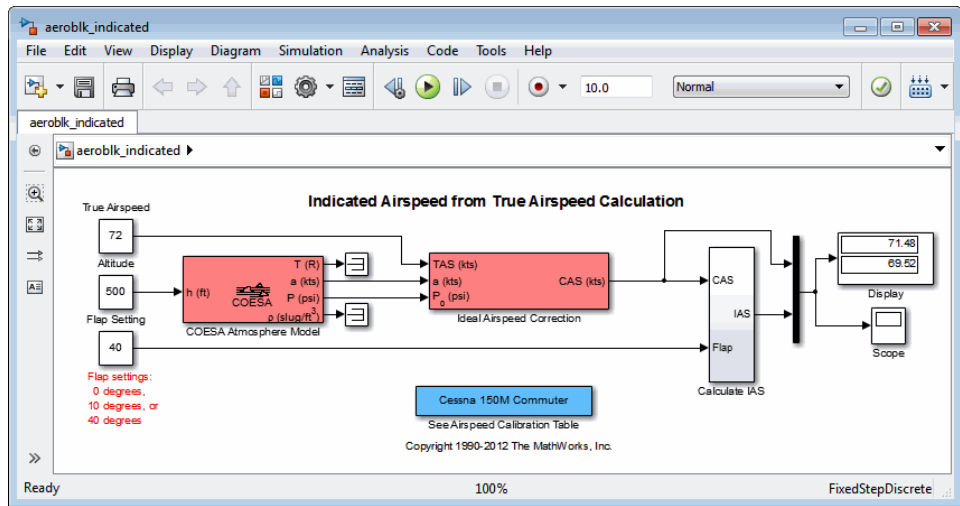 aeroblk_indicated
File Edit View Display Diagram Simulation Analysis Code Tools Help
10.0
Normal
aeroblk_indicated
aeroblk_indicated
Indicated Airspeed from True Airspeed Calculation
True Airspeed
72
Altitude
500
Flap Setting
40
Flap settings:
0 degrees,
10 degrees, or
40 degrees
h (ft)
COESA
T (R)
a (kts)
P (psi)
ρ (slug/ft³)
COESA Atmosphere Model
TAS (kts)
a (kts)
P₀ (psi)
CAS (kts)
Ideal Airspeed Correction
CAS
IAS
Flap
Calculate IAS
71.48
69.52
Display
Scope
Cessna 150M Commuter
See Airspeed Calibration Table
Copyright 1990-2012 The MathWorks, Inc.
Ready
100%
FixedStepDiscrete